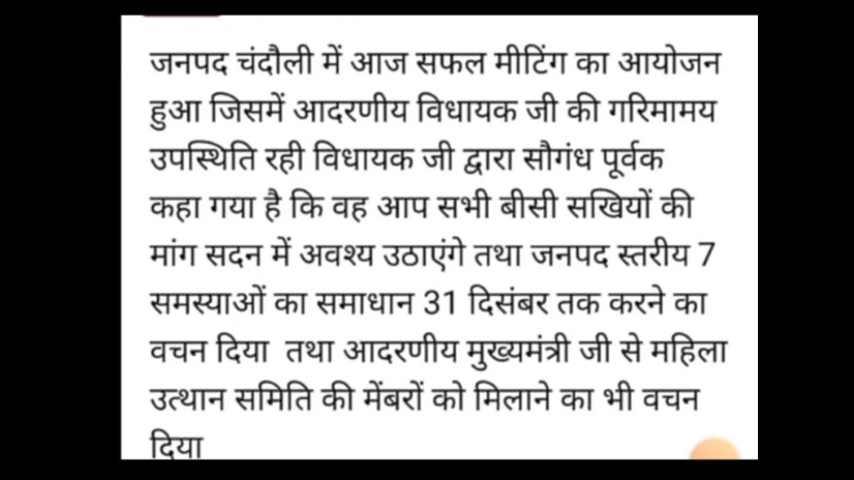 जनपद चंदौली में आज सफल मीटिंग का आयोजन
हुआ जिसमें आदरणीय विधायक जी की गरिमामय
उपस्थिति रही विधायक जी द्वारा सौगंध पूर्वक
कहा गया है कि वह आप सभी बीसी सखियों की
मांग सदन में अवश्य उठाएंगे तथा जनपद स्तरीय 7
समस्याओं का समाधान 31 दिसंबर तक करने का
वचन दिया तथा आदरणीय मुख्यमंत्री जी से महिला
उत्थान समिति की मेंबरों को मिलाने का भी वचन
दिया